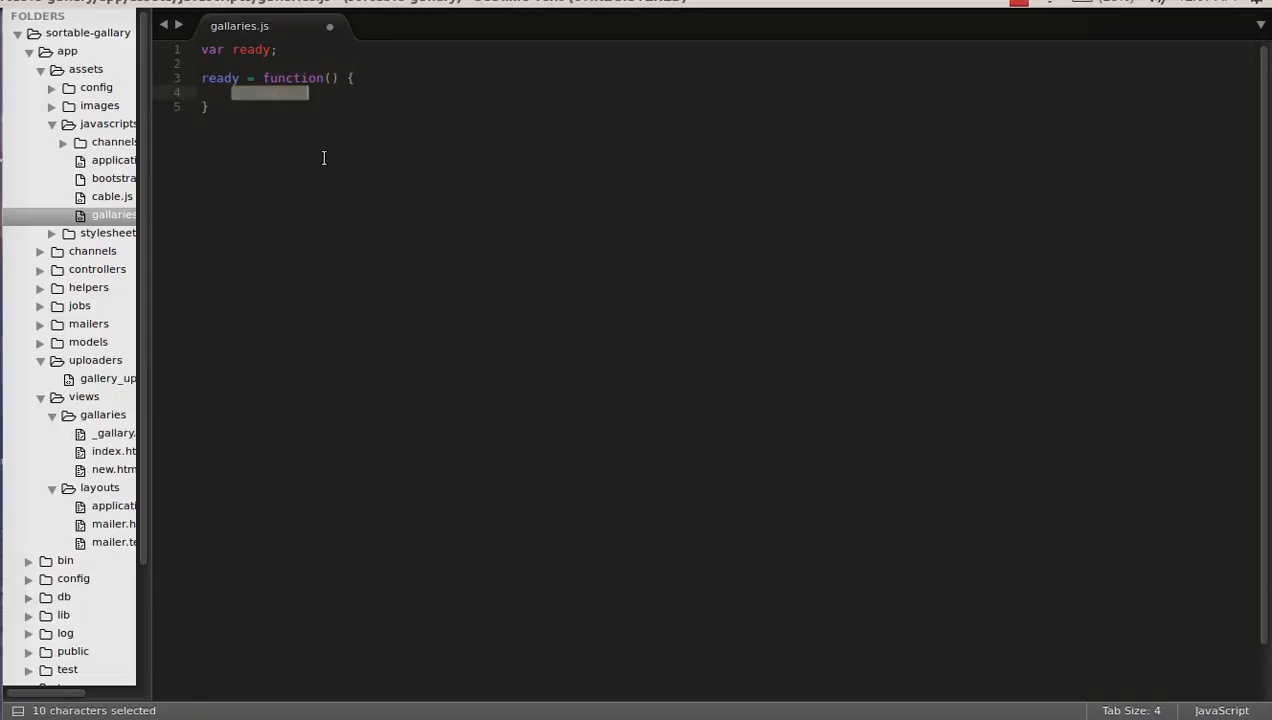 FOLDERS
sortable-gallary
app
assets
config
images
javascripts
channels
applicati
bootstra
cable.js
gallaries
stylesheet
channels
controllers
helpers
jobs
mailers
models
uploaders
gallery_up
views
gallaries
_gallary.
index.ht
new.htm
layouts
applicati
mailer.h
mailer.te
bin
config
db
lib
log
public
test
gallaries.js
1 var ready;
2
3 ready = function() {
4
5 }
10 characters selected
Tab Size: 4
JavaScript